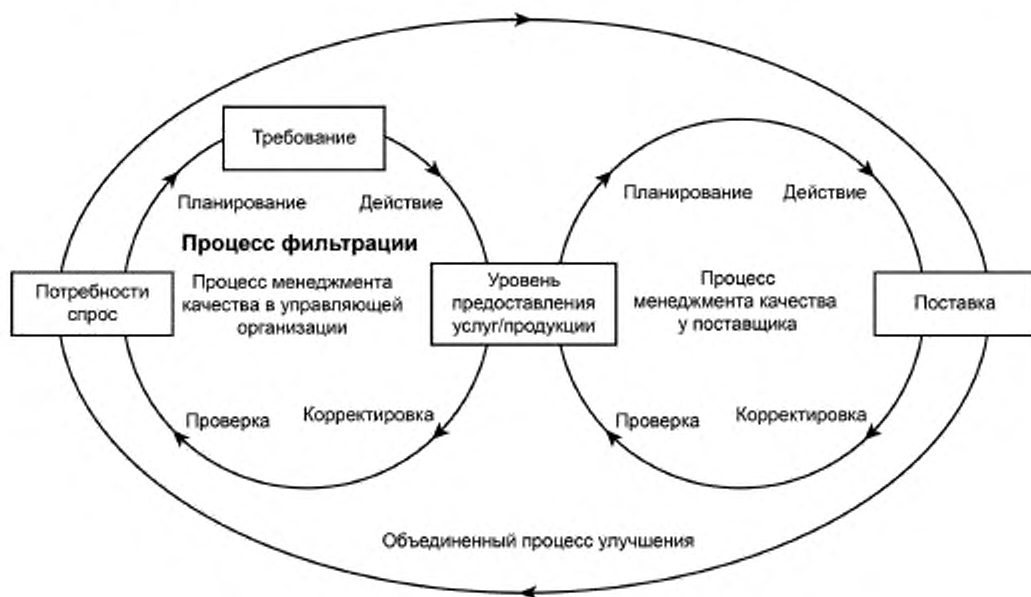 Требование
Планирование
Действие
Процесс фильтрации
Потребности
спрос
Процесс менеджмента
качества в управляющей
организации
Проверка
Корректировка
Уровень
предоставления
услуг/продукции
Планирование
Действие
Процесс
менеджмента качества
у поставщика
Проверка
Корректировка
Поставка
Объединенный процесс улучшения